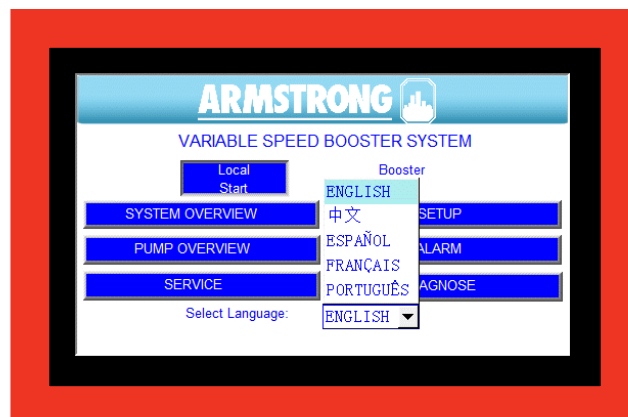 ARMSTRONG
VARIABLE SPEED BOOSTER SYSTEM
Local
Start
Booster
ENGLISH
中文
ESPAÑOL
FRANÇAIS
PORTUGUÊS
SYSTEM OVERVIEW
SETUP
PUMP OVERVIEW
ALARM
SERVICE
AGNOSE
Select Language:
ENGLISH